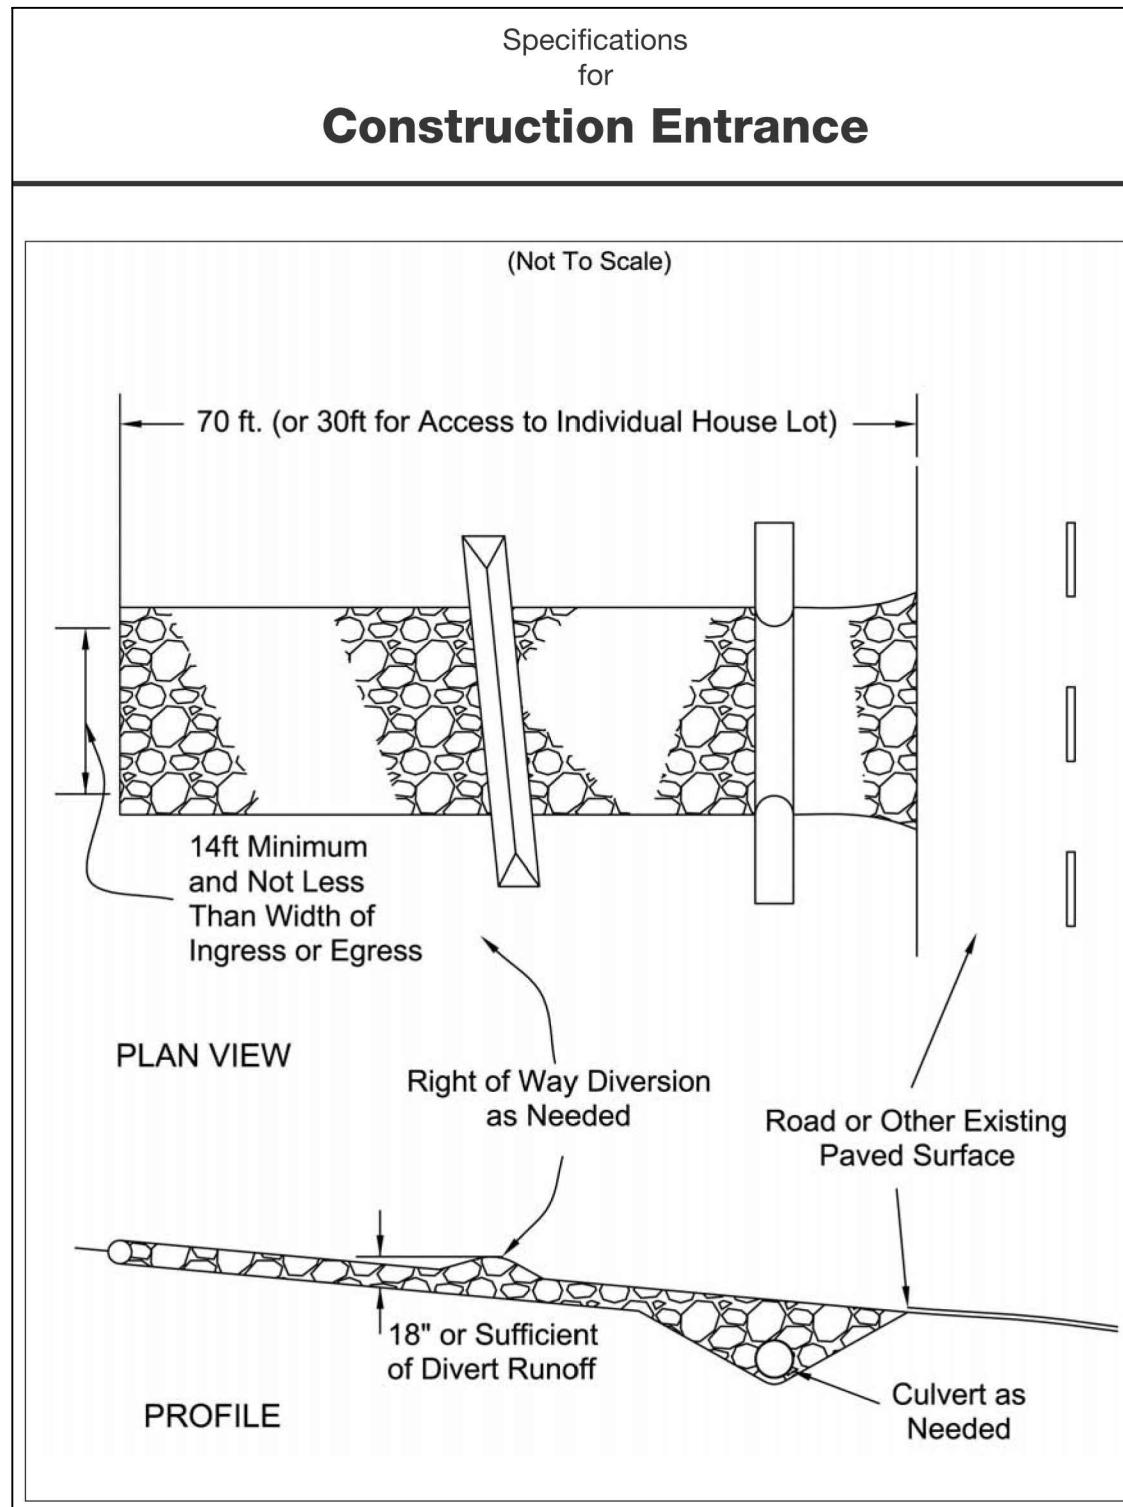 Specifications
for
Construction Entrance
(Not To Scale)
70 ft. (or 30ft for Access to Individual House Lot)
14ft Minimum
and Not Less
Than Width of
Ingress or Egress
PLAN VIEW
Right of Way Diversion
as Needed
Road or Other Existing
Paved Surface
18" or Sufficient
of Divert Runoff
Culvert as
Needed
PROFILE